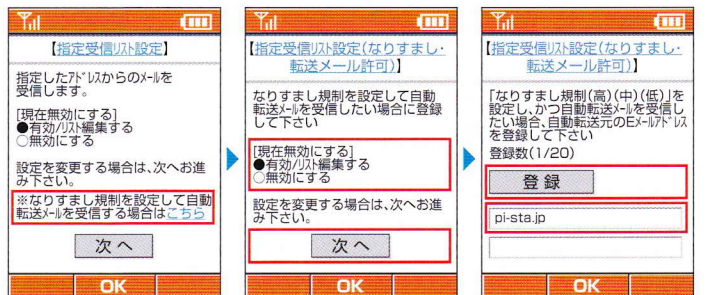 【指定受信リスト設定】
指定したアドレスからのメールを
受信します。
[現在無効にする]
●有効/リスト編集する
○無効にする
設定を変更する場合は、次へお進
み下さい。
※なりすまし規制を設定して自動
転送メールを受信する場合はこちら
次 へ
OK
【指定受信リスト設定(なりすまし・
転送メール許可)】
なりすまし規制を設定して自動
転送メールを受信したい場合に登録
して下さい
[現在無効にする]
●有効/リスト編集する
○無効にする
設定を変更する場合は、次へお進
み下さい。
次 へ
OK
【指定受信リスト設定(なりすまし・
転送メール許可)】
「なりすまし規制(高)(中)(低)」を
設定し、かつ自動転送メールを受信し
たい場合、自動転送元のEメールアドレス
を登録して下さい
登録数(1/20)
登 録
pi-sta.jp
OK